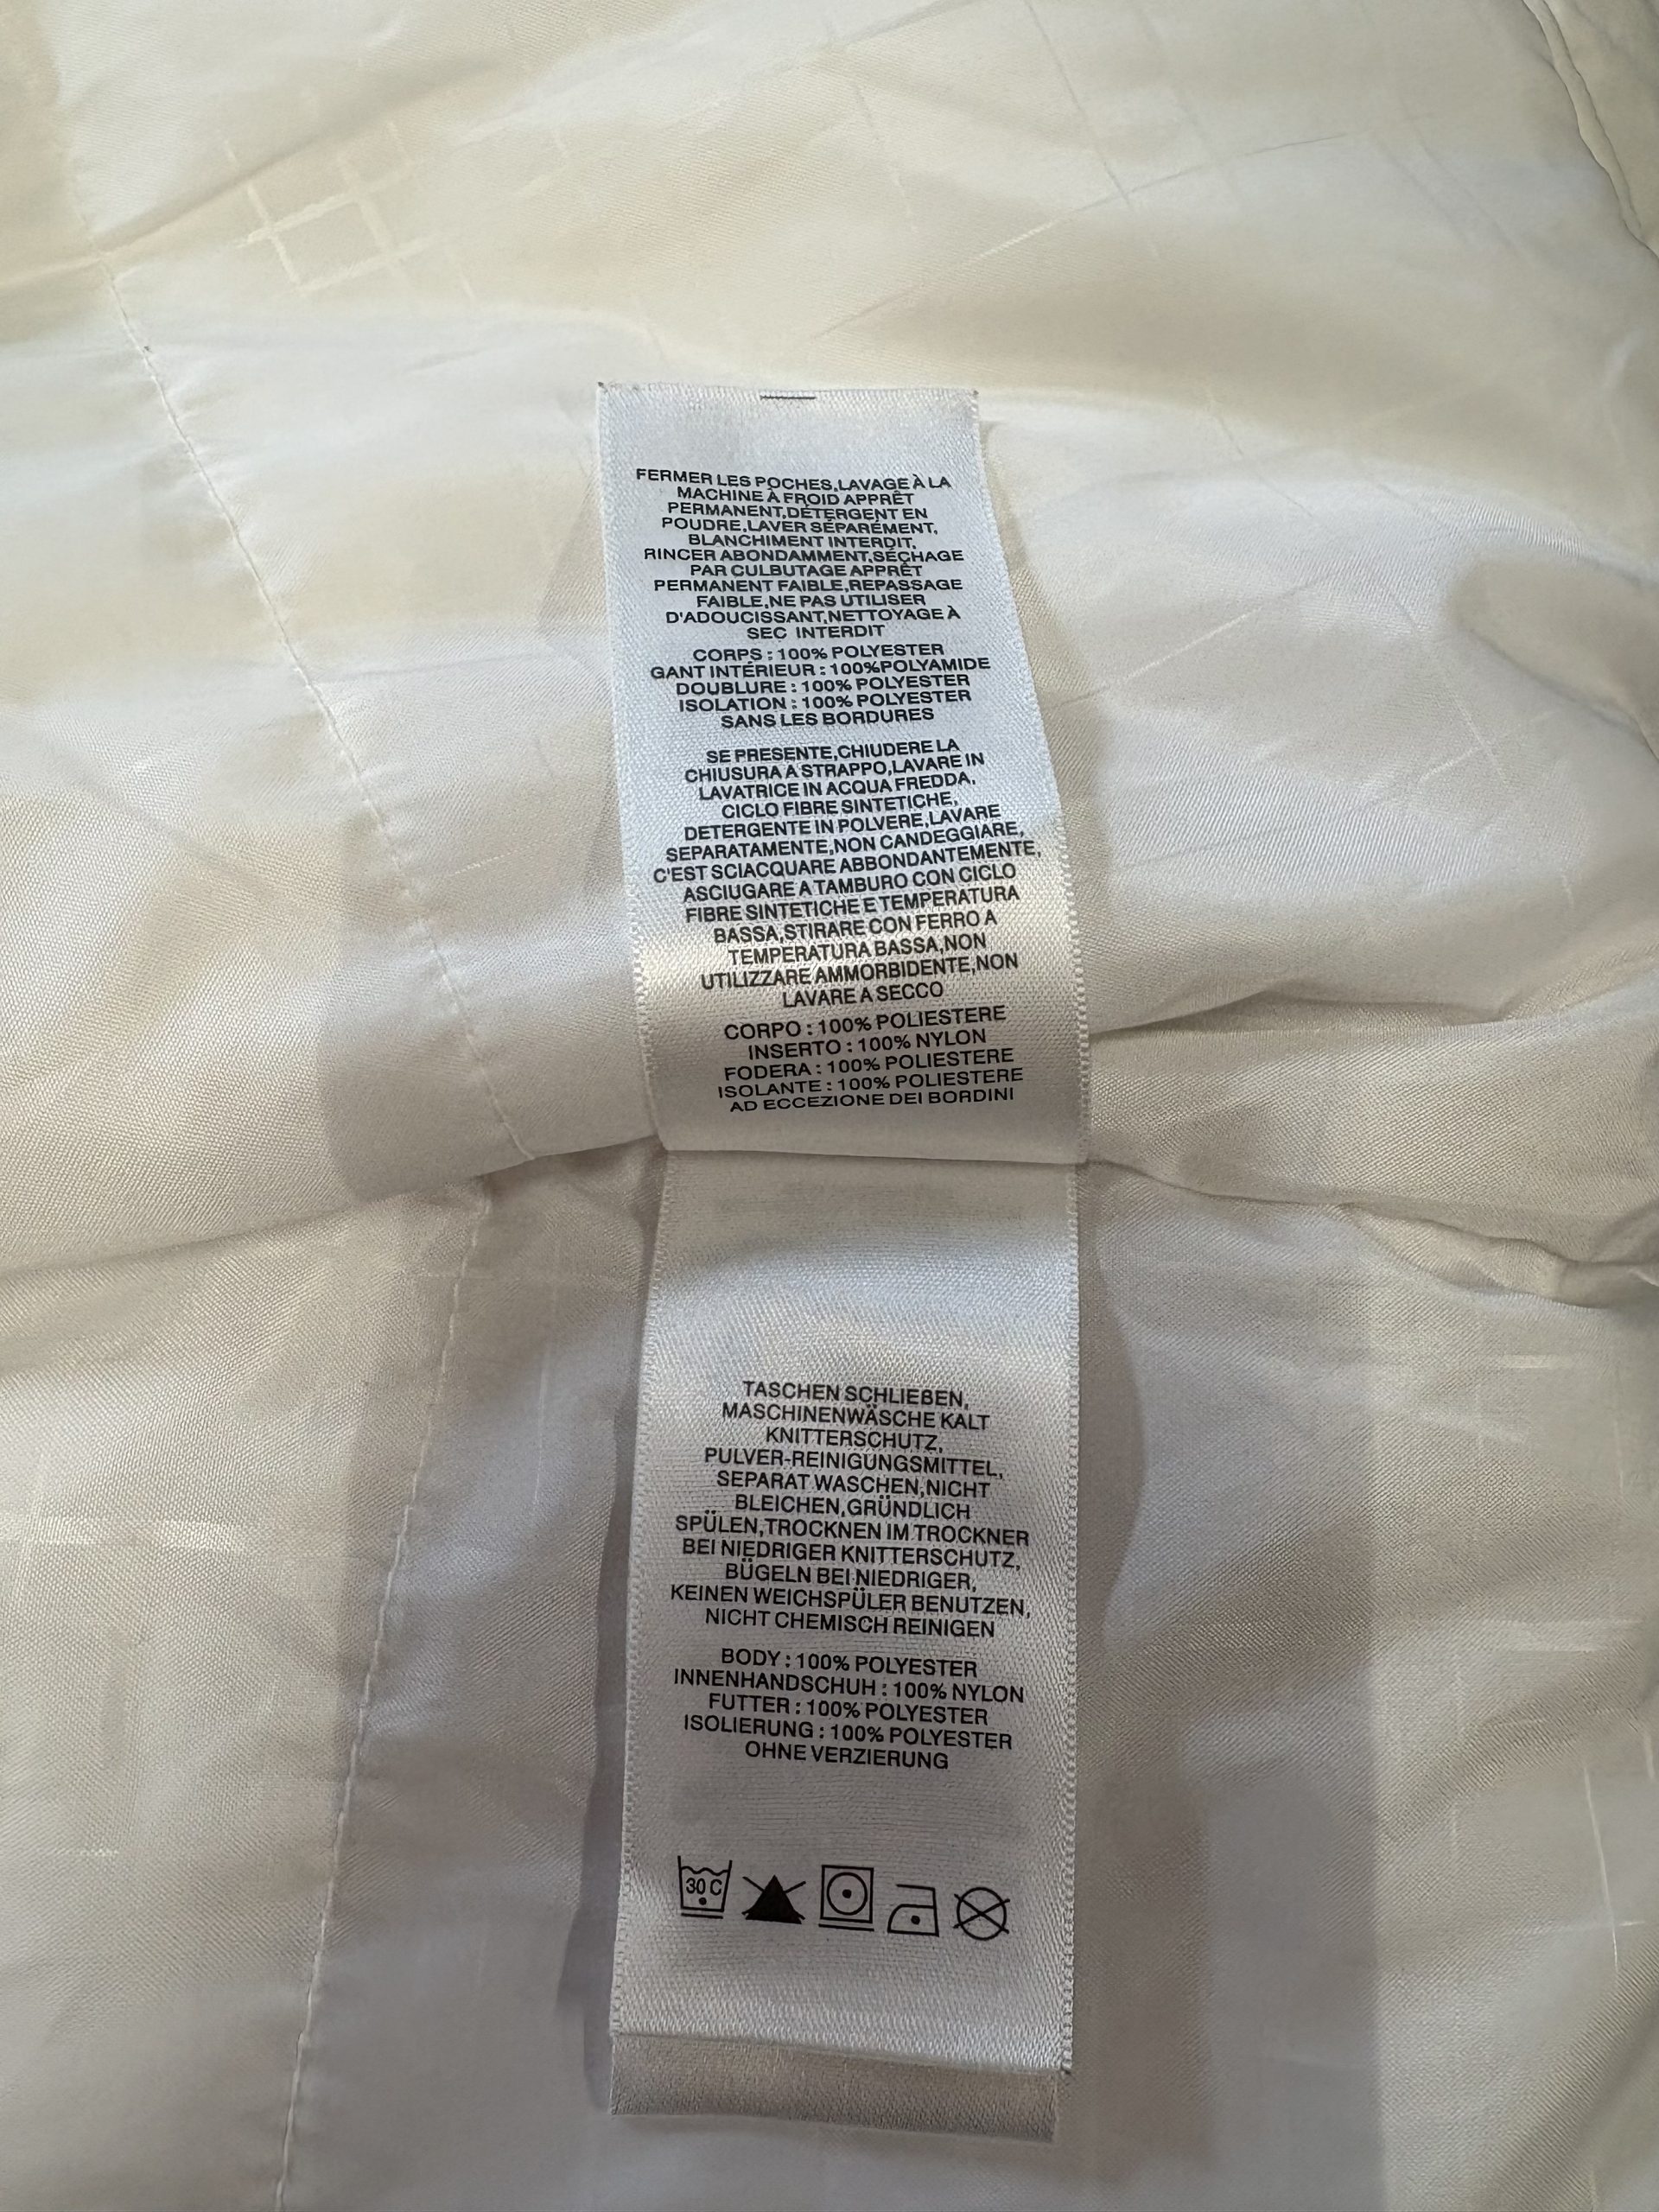 FERMER LES POCHES,LAVAGE À LA
MACHINE À FROID APPRÊT
PERMANENT,DÉTERGENT EN
POUDRE,LAVER SÉPARÉMENT,
BLANCHIMENT INTERDIT,
RINCER ABONDAMMENT,SÉCHAGE
PAR CULBUTAGE APPRÊT
PERMANENT FAIBLE,REPASSAGE
FAIBLE,NE PAS UTILISER
D'ADOUCISSANT,NETTOYAGE À
SEC INTERDIT
CORPS : 100% POLYESTER
GANT INTÉRIEUR : 100%POLYAMIDE
DOUBLURE : 100% POLYESTER
ISOLATION : 100% POLYESTER
SANS LES BORDURES
SE PRESENTE,CHIUDERE LA
CHIUSURA A STRAPPO,LAVARE IN
LAVATRICE IN ACQUA FREDDA,
CICLO FIBRE SINTETICHE,
DETERGENTE IN POLVERE,LAVARE
SEPARATAMENTE,NON CANDEGGIARE,
C'EST SCIACQUARE ABBONDANTEMENTE,
ASCIUGARE A TAMBURO CON CICLO
FIBRE SINTETICHE E TEMPERATURA
BASSA,STIRARE CON FERRO A
TEMPERATURA BASSA,NON
UTILIZZARE AMMORBIDENTE,NON
LAVARE A SECCO
CORPO : 100% POLIESTERE
INSERTO : 100% NYLON
FODERA : 100% POLIESTERE
ISOLANTE : 100% POLIESTERE
AD ECCEZIONE DEI BORDINI
TASCHEN SCHLIEßEN,
MASCHINENWÄSCHE KALT
KNITTERSCHUTZ,
PULVER-REINIGUNGSMITTEL,
SEPARAT WASCHEN,NICHT
BLEICHEN,GRÜNDLICH
SPÜLEN,TROCKNEN IM TROCKNER
BEI NIEDRIGER KNITTERSCHUTZ,
BÜGELN BEI NIEDRIGER,
KEINEN WEICHSPÜLER BENUTZEN,
NICHT CHEMISCH REINIGEN
BODY : 100% POLYESTER
INNENHANDSCHUH : 100% NYLON
FUTTER : 100% POLYESTER
ISOLIERUNG : 100% POLYESTER
OHNE VERZIERUNG
30 C